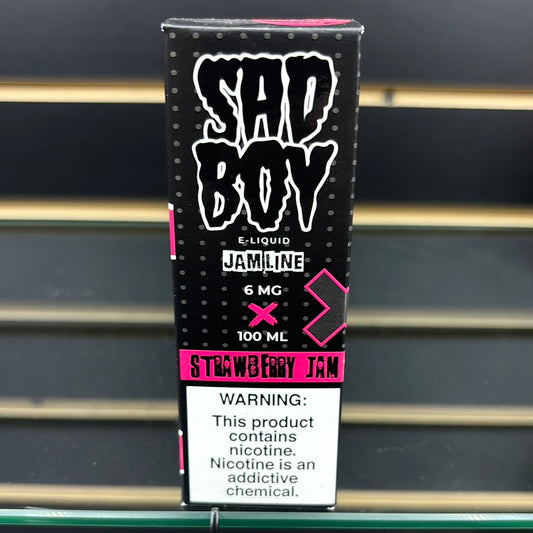 SAD
BOY
E-LIQUID
JAM LINE
6 MG
X
100 ML
STRAWBERRY JAM
WARNING:
This product
contains
nicotine.
Nicotine is an
addictive
chemical.